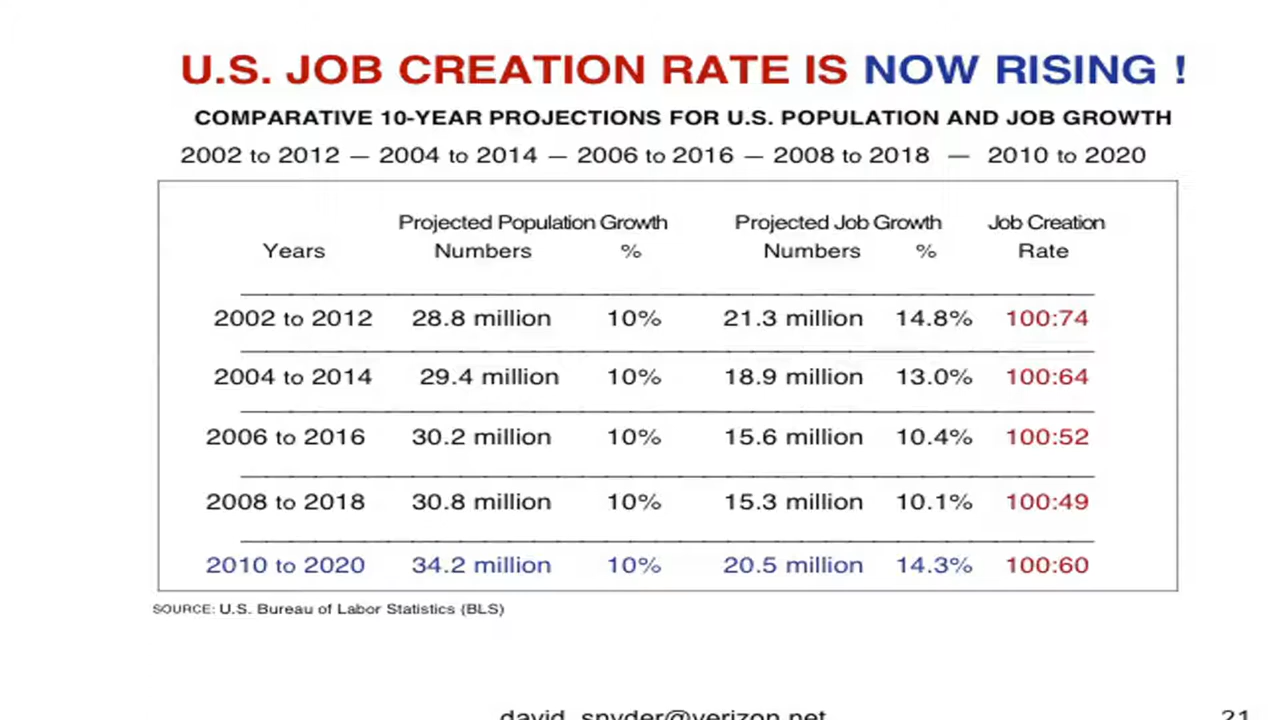 U.S. JOB CREATION RATE IS NOW RISING !
COMPARATIVE 10-YEAR PROJECTIONS FOR U.S. POPULATION AND JOB GROWTH
2002 to 2012 — 2004 to 2014 — 2006 to 2016 — 2008 to 2018 — 2010 to 2020
Projected Population Growth Projected Job Growth Job Creation
Years Numbers % Numbers % Rate
2002 to 2012 28.8 million 10% 21.3 million 14.8% 100:74
2004 to 2014 29.4 million 10% 18.9 million 13.0% 100:64
2006 to 2016 30.2 million 10% 15.6 million 10.4% 100:52
2008 to 2018 30.8 million 10% 15.3 million 10.1% 100:49
2010 to 2020 34.2 million 10% 20.5 million 14.3% 100:60
SOURCE: U.S. Bureau of Labor Statistics (BLS)
david_snyder@verizon.net 21